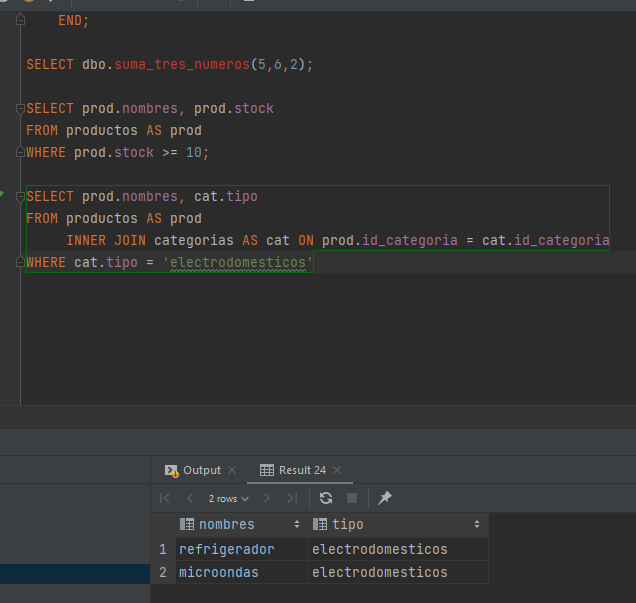 END;
SELECT dbo.suma_tres_numeros(5,6,2);
SELECT prod.nombres, prod.stock
FROM productos AS prod
WHERE prod.stock >= 10;
SELECT prod.nombres, cat.tipo
FROM productos AS prod
INNER JOIN categorias AS cat ON prod.id_categoria = cat.id_categoria
WHERE cat.tipo = 'electrodomesticos'
Output Result 24
2 rows
nombres tipo
1 refrigerador electrodomesticos
2 microondas electrodomesticos